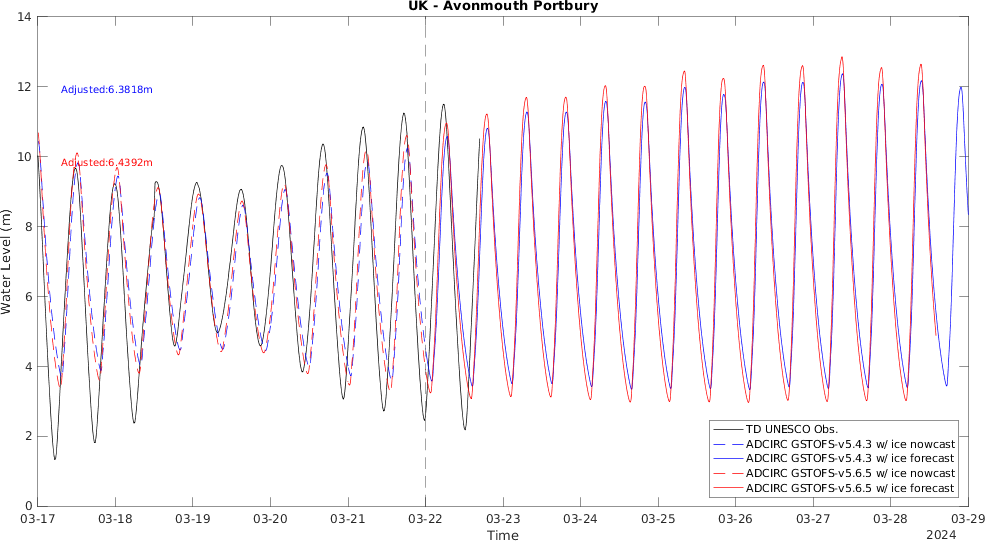 UK - Avonmouth Portbury
14
12
10
8
6
4
2
0
Water Level (m)
Adjusted:6.3818m
Adjusted:6.4392m
TD UNESCO Obs.
ADCIRC GSTOFS-v5.4.3 w/ ice nowcast
ADCIRC GSTOFS-v5.4.3 w/ ice forecast
ADCIRC GSTOFS-v5.6.5 w/ ice nowcast
ADCIRC GSTOFS-v5.6.5 w/ ice forecast
03-17 03-18 03-19 03-20 03-21 03-22 03-23 03-24 03-25 03-26 03-27 03-28 03-29
Time
2024